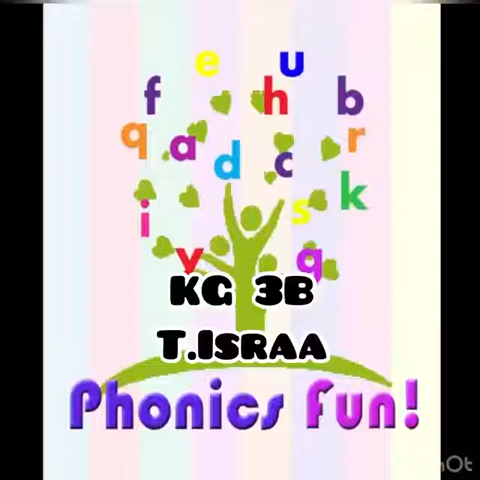 e u
f h b
q a d c r
i s k
y g
KG 3B
T.Israa
Phonics Fun!